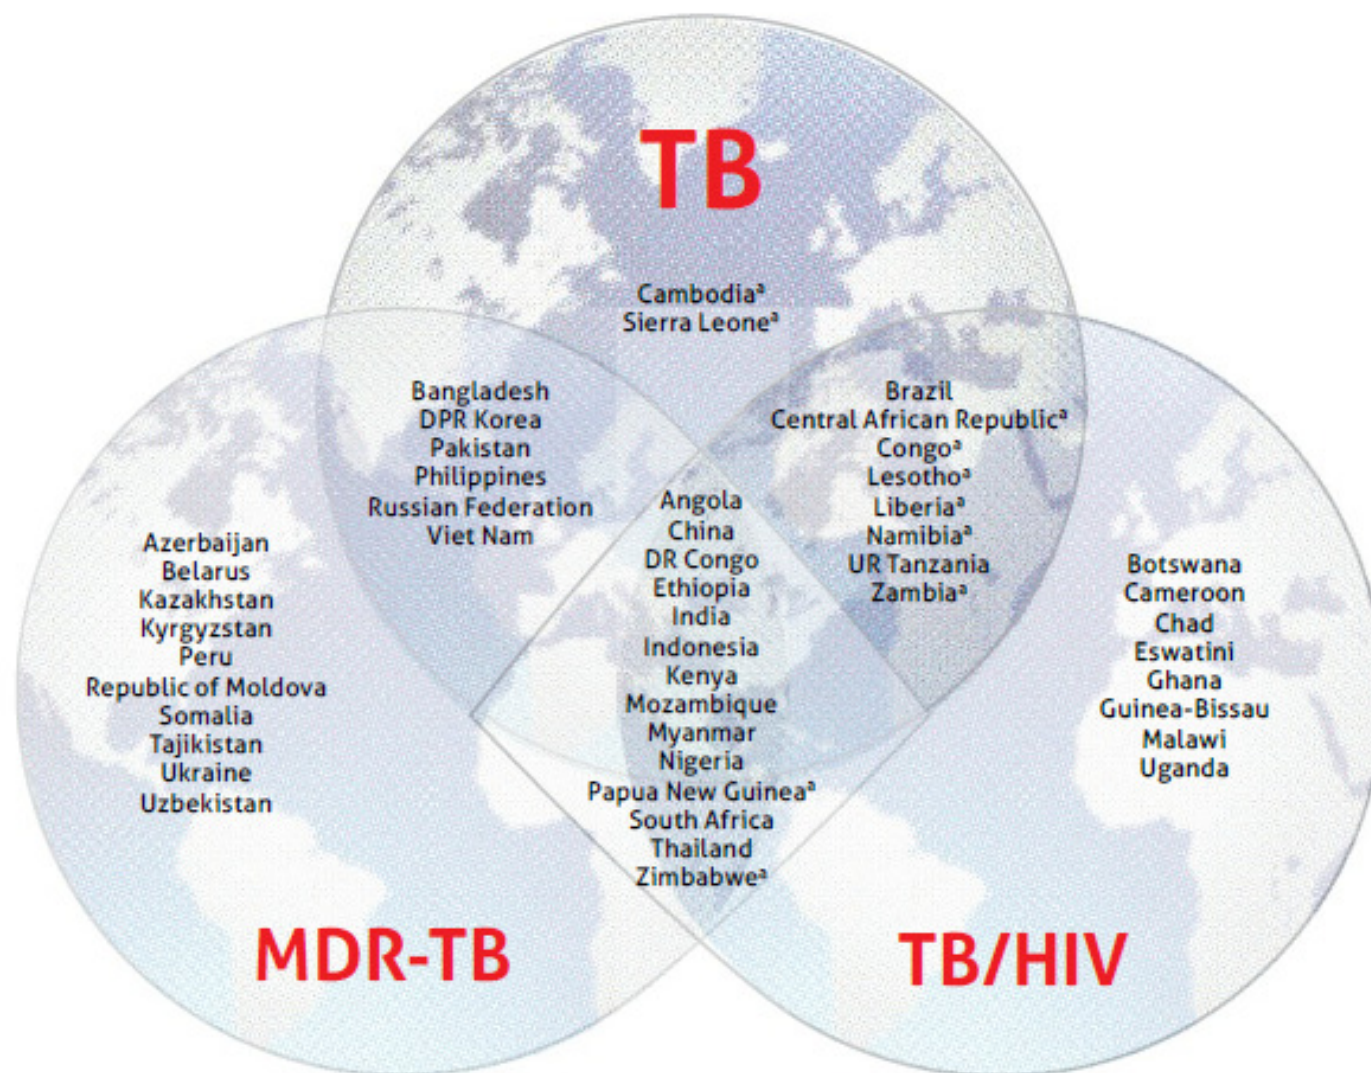 TB
Cambodiaᵃ
Sierra Leoneᵃ
Bangladesh
DPR Korea
Pakistan
Philippines
Russian Federation
Viet Nam
Brazil
Central African Republicᵃ
Congoᵃ
Lesothoᵃ
Liberiaᵃ
Namibiaᵃ
UR Tanzania
Zambiaᵃ
Angola
China
DR Congo
Ethiopia
India
Indonesia
Kenya
Mozambique
Myanmar
Nigeria
Papua New Guineaᵃ
South Africa
Thailand
Zimbabweᵃ
Azerbaijan
Belarus
Kazakhstan
Kyrgyzstan
Peru
Republic of Moldova
Somalia
Tajikistan
Ukraine
Uzbekistan
Botswana
Cameroon
Chad
Eswatini
Ghana
Guinea-Bissau
Malawi
Uganda
MDR-TB
TB/HIV